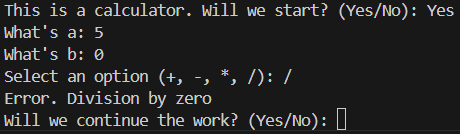 This is a calculator. Will we start? (Yes/No): Yes
What's a: 5
What's b: 0
Select an option (+, -, *, /): /
Error. Division by zero
Will we continue the work? (Yes/No):